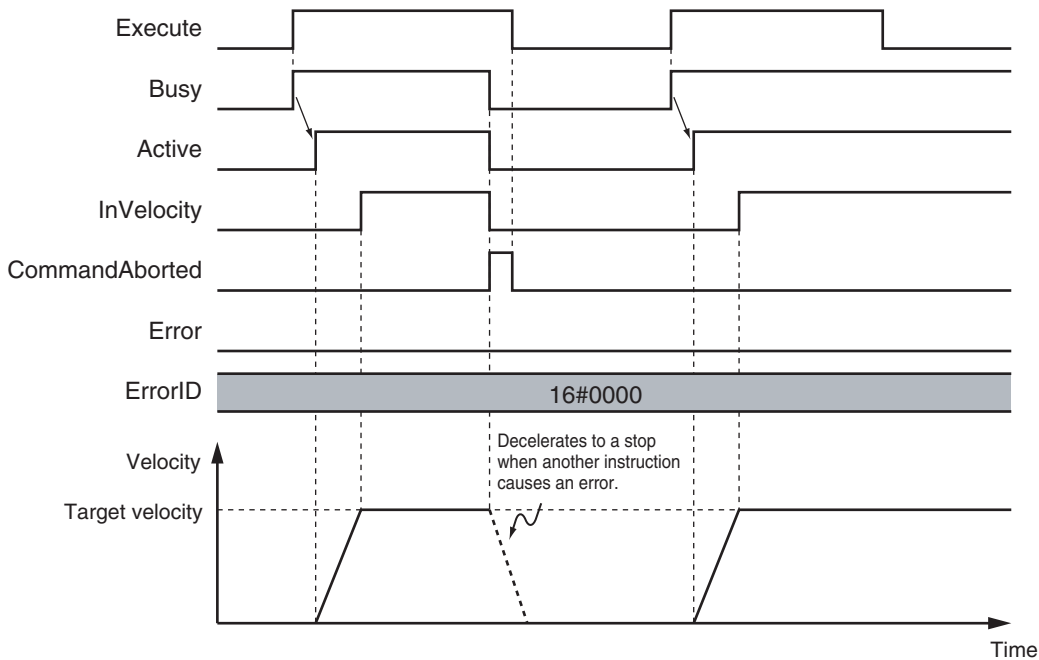 Execute
Busy
Active
InVelocity
CommandAborted
Error
ErrorID
16#0000
Decelerates to a stop
when another instruction
causes an error.
Velocity
Target velocity
Time